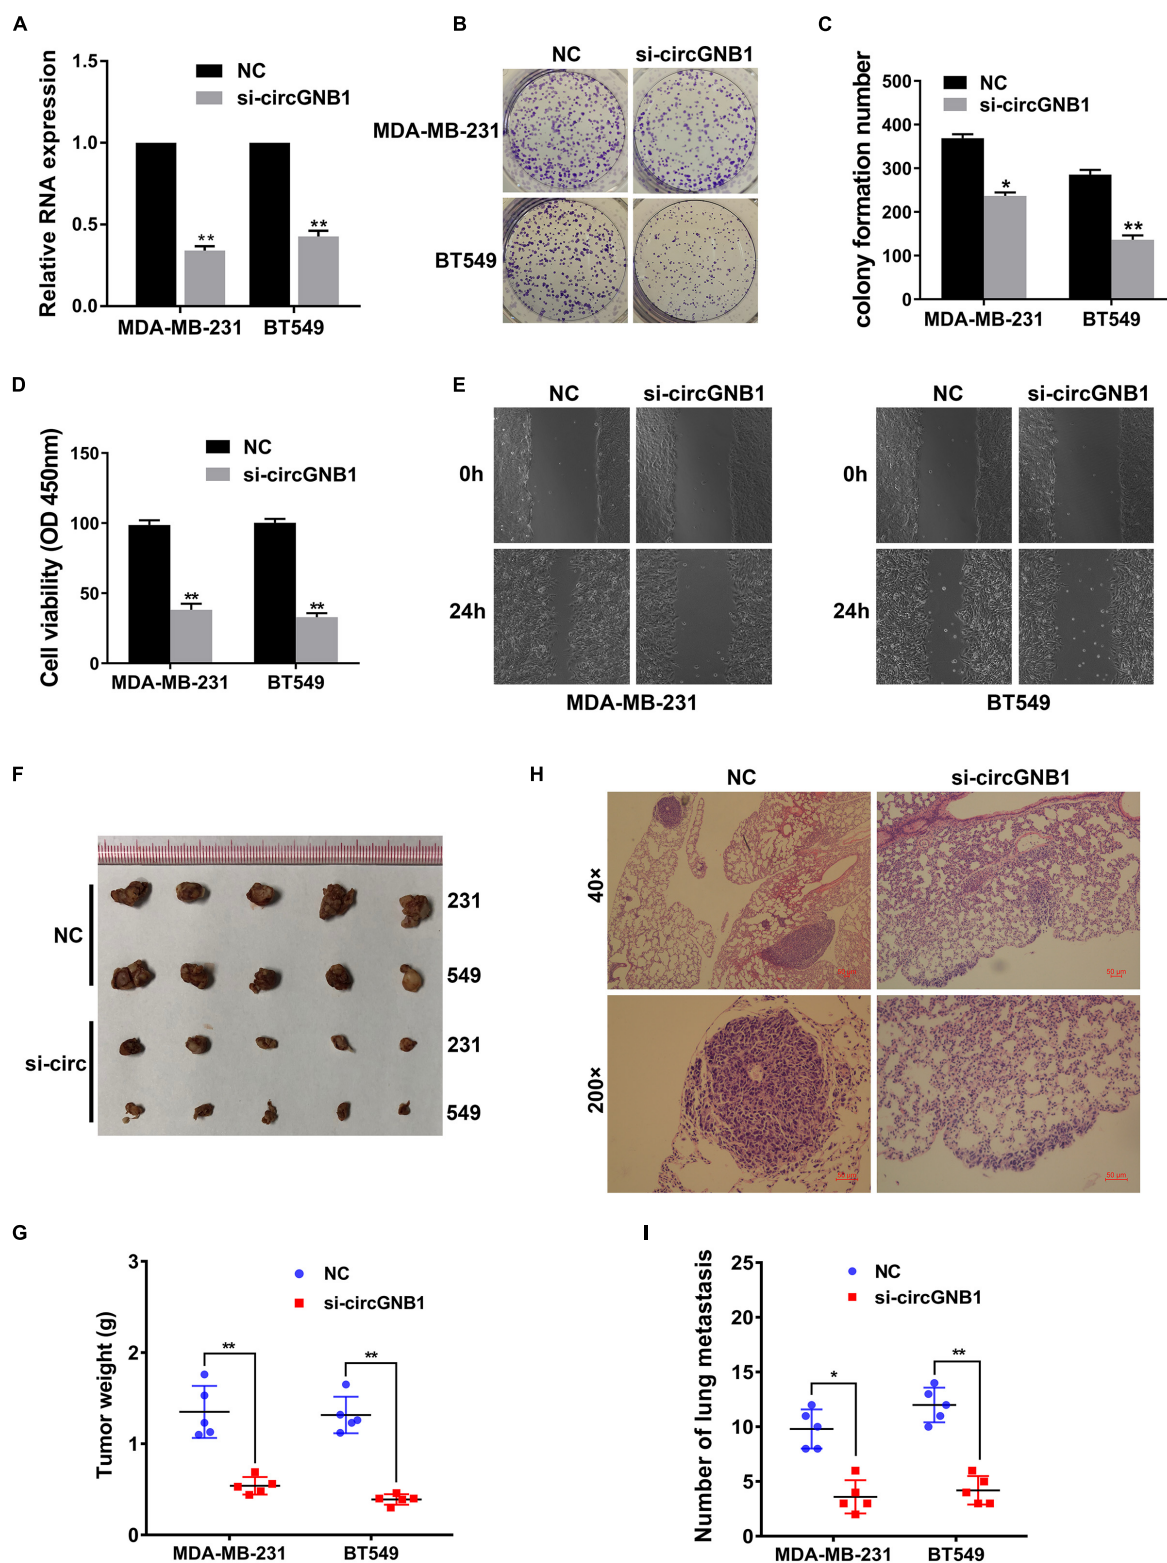 A
Relative RNA expression
1.5
1.0
0.5
0.0
NC
si-circGNB1
**
**
MDA-MB-231
BT549
B
NC
si-circGNB1
MDA-MB-231
BT549
C
colony formation number
500
400
300
200
100
0
NC
si-circGNB1
*
**
MDA-MB-231
BT549
D
Cell viability (OD 450nm)
150
100
50
0
NC
si-circGNB1
**
**
MDA-MB-231
BT549
E
NC
si-circGNB1
0h
24h
MDA-MB-231
NC
si-circGNB1
0h
24h
BT549
F
NC
si-circ
231
549
231
549
H
NC
si-circGNB1
40×
200×
50 µm
50 µm
50 µm
50 µm
G
Tumor weight (g)
3
2
1
0
NC
si-circGNB1
**
**
MDA-MB-231
BT549
I
Number of lung metastasis
25
20
15
10
5
0
NC
si-circGNB1
*
**
MDA-MB-231
BT549